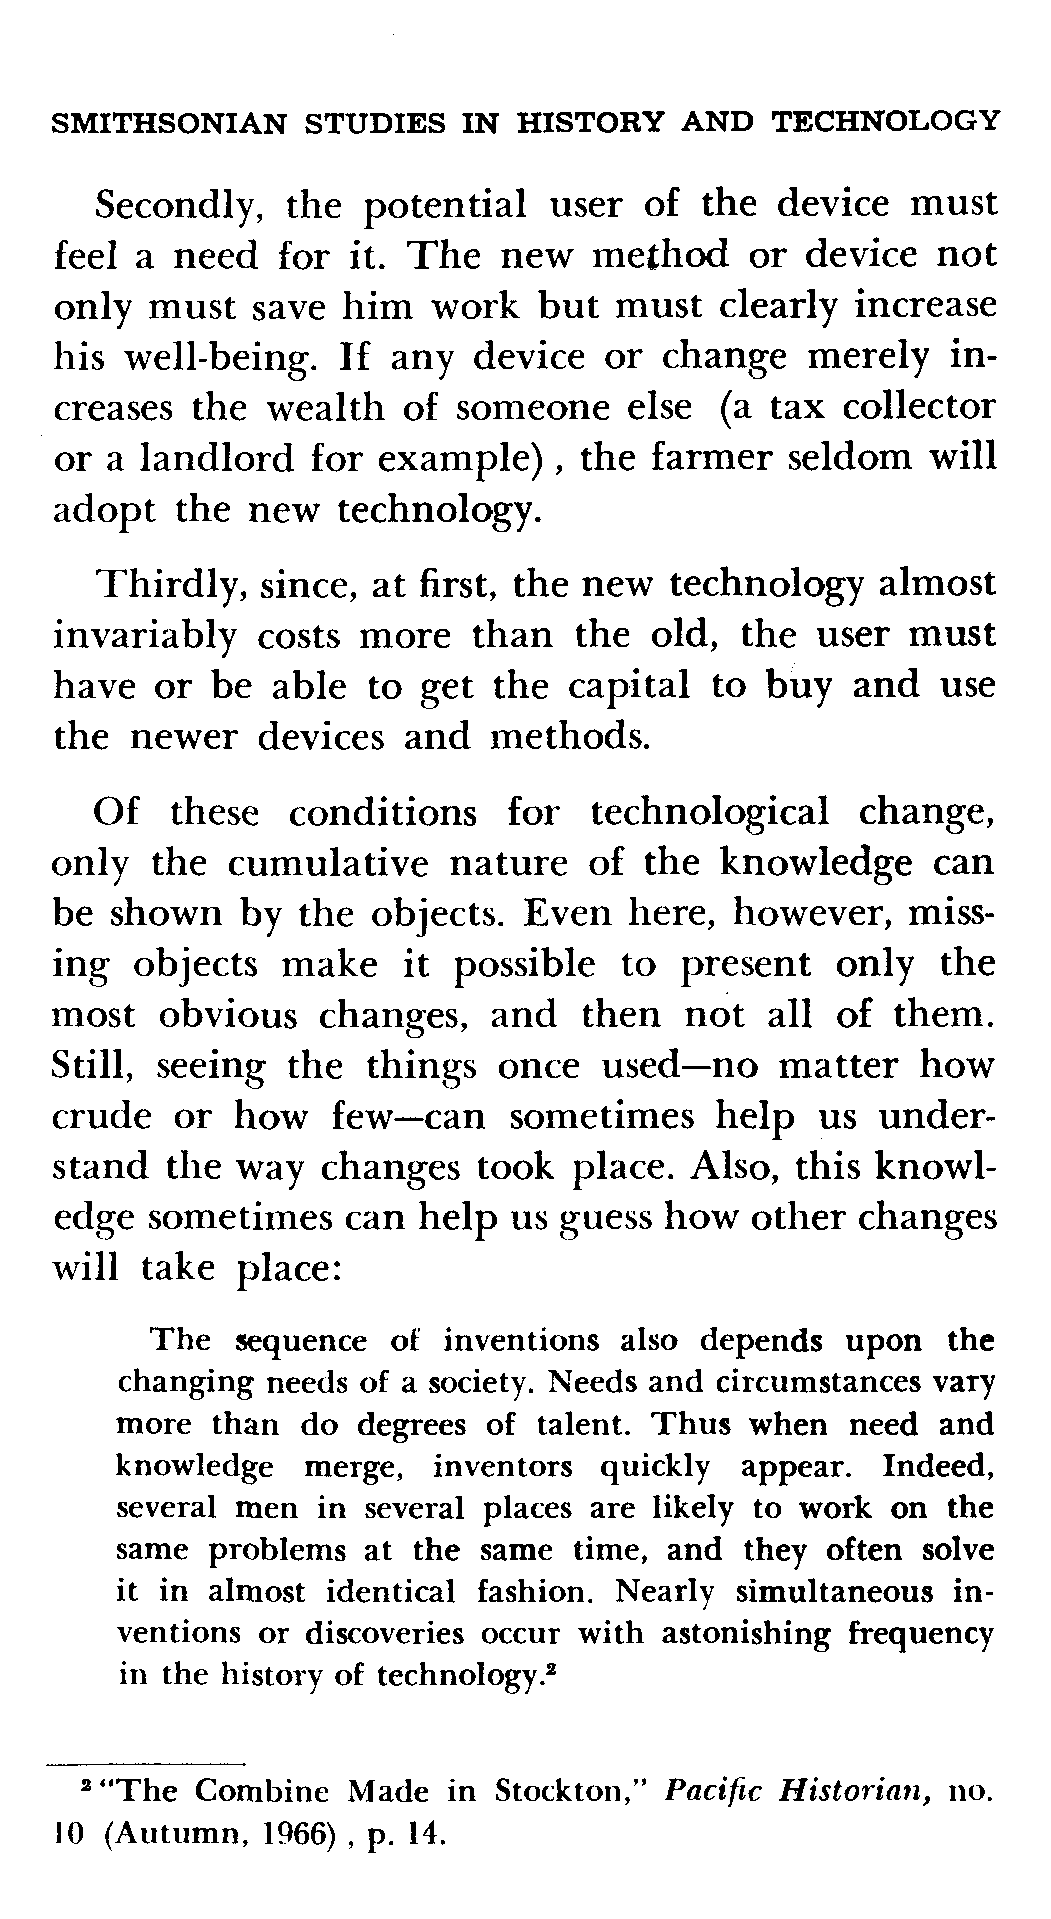 SMITHSONIAN STUDIES IN HISTORY AND TECHNOLOGY
Secondly, the potential user of the device must
feel a need for it. The new method or device not
only must save him work but must clearly increase
his well-being. If any device or change merely in-
creases the wealth of someone else (a tax collector
or a landlord for example) , the farmer seldom will
adopt the new technology.
Thirdly, since, at first, the new technology almost
invariably costs more than the old, the user must
have or be able to get the capital to buy and use
the newer devices and methods.
Of these conditions for technological change,
only the cumulative nature of the knowledge can
be shown by the objects. Even here, however, miss-
ing objects make it possible to present only the
most obvious changes, and then not all of them.
Still, seeing the things once used—no matter how
crude or how few—can sometimes help us under-
stand the way changes took place. Also, this knowl-
edge sometimes can help us guess how other changes
will take place:
The sequence of inventions also depends upon the
changing needs of a society. Needs and circumstances vary
more than do degrees of talent. Thus when need and
knowledge merge, inventors quickly appear. Indeed,
several men in several places are likely to work on the
same problems at the same time, and they often solve
it in almost identical fashion. Nearly simultaneous in-
ventions or discoveries occur with astonishing frequency
in the history of technology.²
² "The Combine Made in Stockton," Pacific Historian, no.
10 (Autumn, 1966) , p. 14.